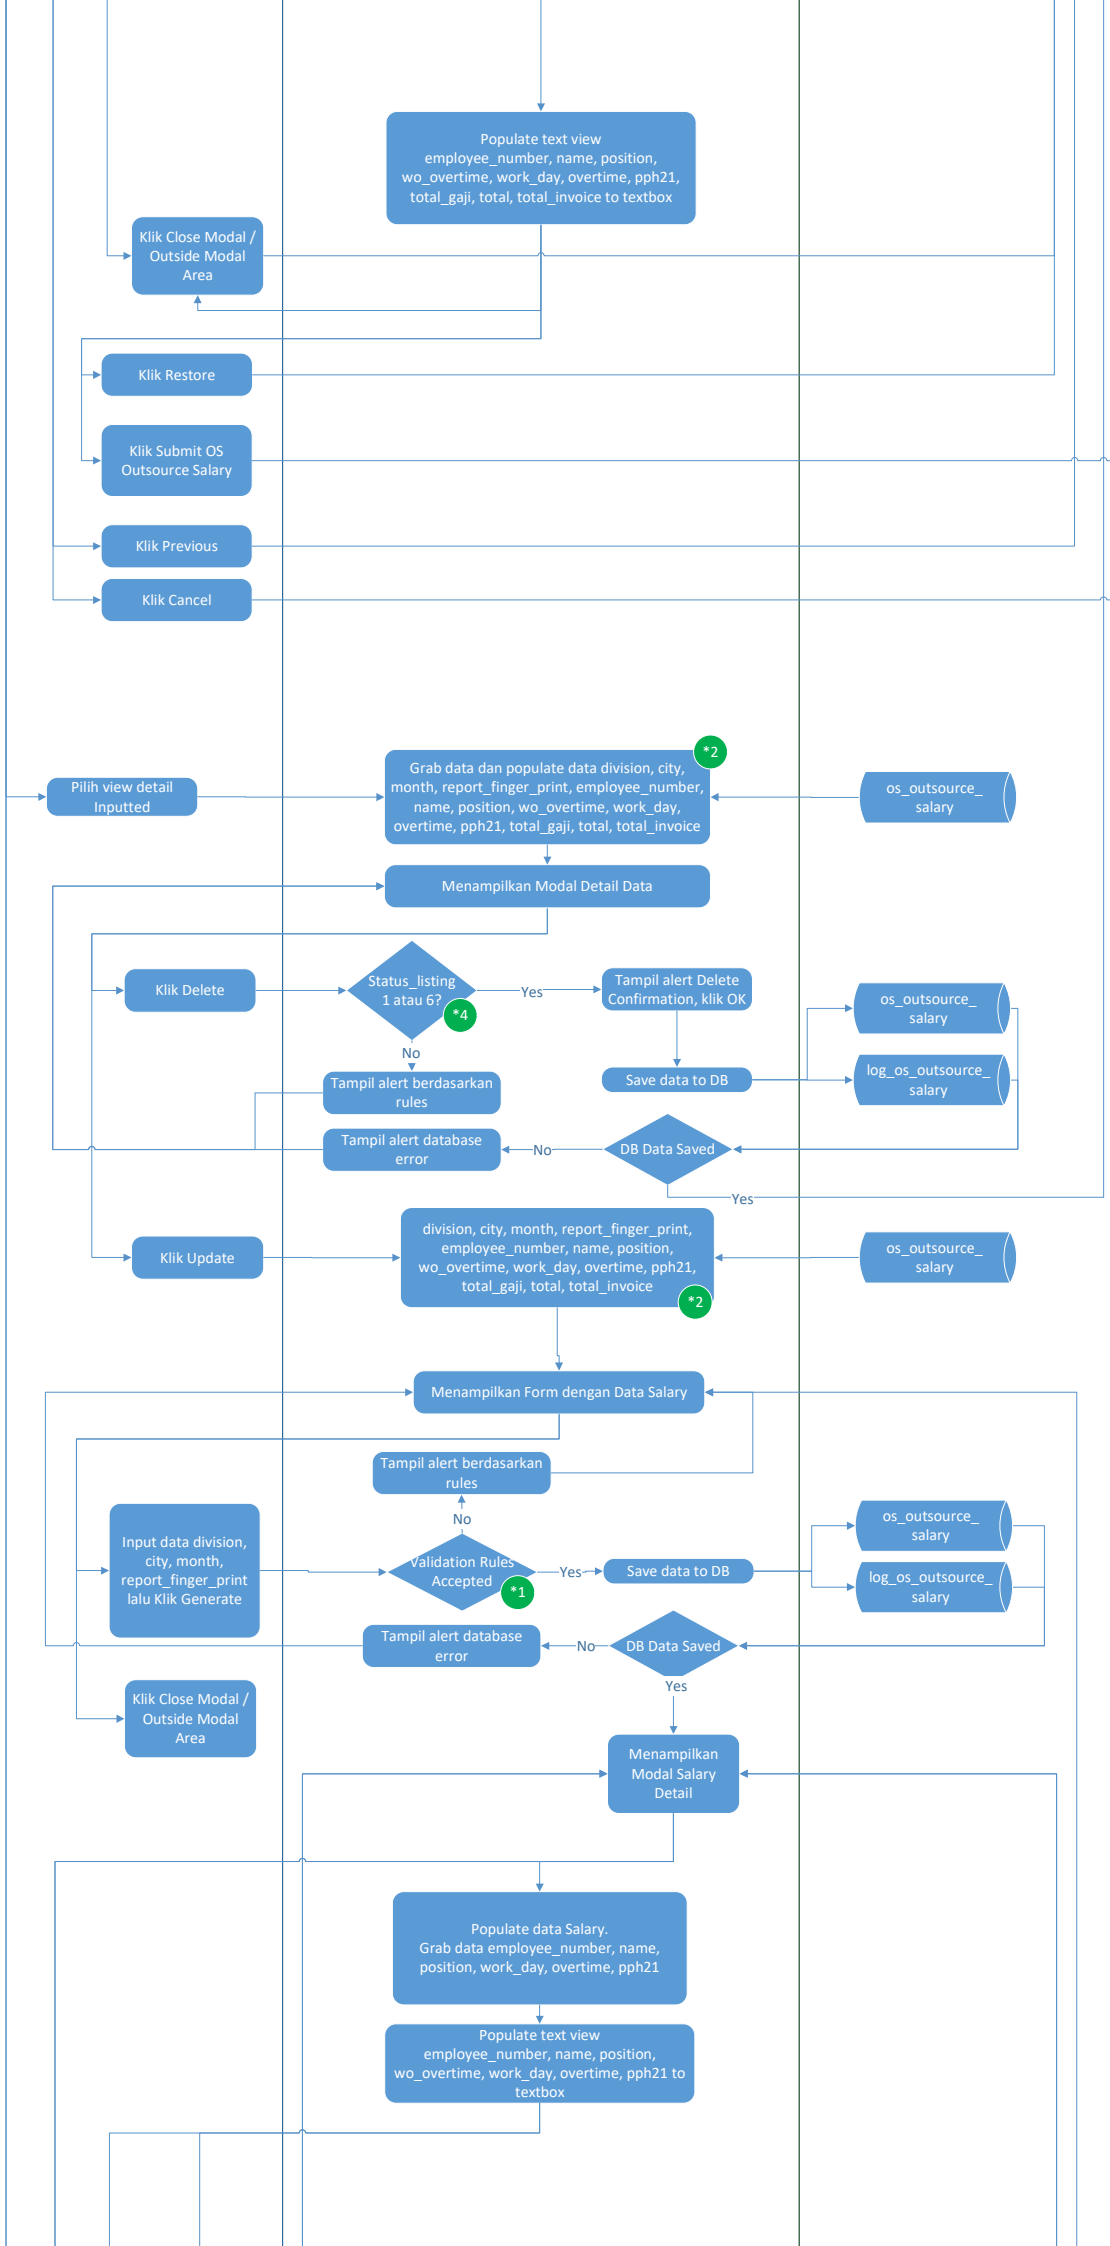 Populate text view
employee_number, name, position,
wo_overtime, work_day, overtime, pph21,
total_gaji, total, total_invoice to textbox
Klik Close Modal /
Outside Modal
Area
Klik Restore
Klik Submit OS
Outsource Salary
Klik Previous
Klik Cancel
*2
Pilih view detail
Inputted
Grab data dan populate data division, city,
month, report_finger_print, employee_number,
name, position, wo_overtime, work_day,
overtime, pph21, total_gaji, total, total_invoice
os_outsource_
salary
Menampilkan Modal Detail Data
Klik Delete
Status_listing
1 atau 6?
*4
Yes
Tampil alert Delete
Confirmation, klik OK
os_outsource_
salary
No
Tampil alert berdasarkan
rules
Save data to DB
log_os_outsource_
salary
Tampil alert database
error
No
DB Data Saved
Yes
Klik Update
division, city, month, report_finger_print,
employee_number, name, position,
wo_overtime, work_day, overtime, pph21,
total_gaji, total, total_invoice
*2
os_outsource_
salary
Menampilkan Form dengan Data Salary
Tampil alert berdasarkan
rules
No
Input data division,
city, month,
report_finger_print
lalu Klik Generate
Validation Rules
Accepted
*1
Yes
Save data to DB
os_outsource_
salary
log_os_outsource_
salary
Tampil alert database
error
No
DB Data Saved
Yes
Klik Close Modal /
Outside Modal
Area
Menampilkan
Modal Salary
Detail
Populate data Salary.
Grab data employee_number, name,
position, work_day, overtime, pph21
Populate text view
employee_number, name, position,
wo_overtime, work_day, overtime, pph21 to
textbox